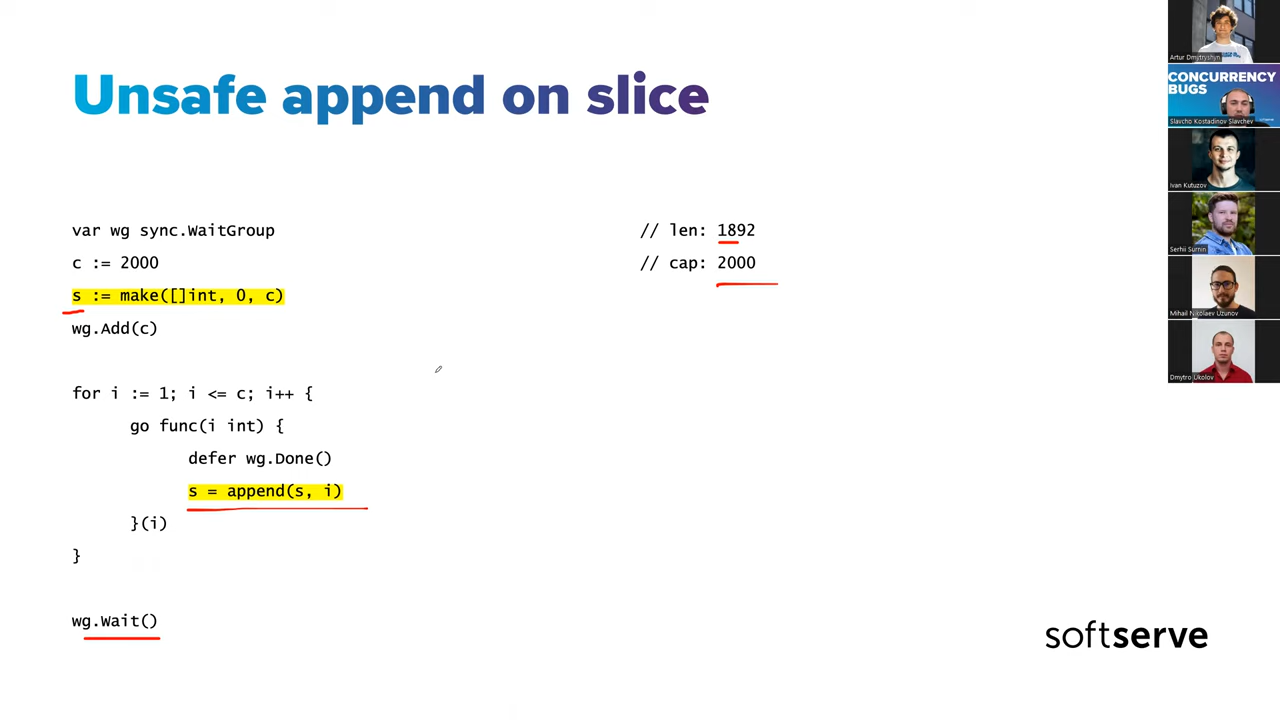 Unsafe append on slice
var wg sync.WaitGroup
c := 2000
s := make([]int, 0, c)
wg.Add(c)
for i := 1; i <= c; i++ {
go func(i int) {
defer wg.Done()
s = append(s, i)
}(i)
}
wg.Wait()
// len: 1892
// cap: 2000
softserve
Artur Dmytryshyn
CONCURRENCY
BUGS
Slavcho Kostadinov Slavchev
Ivan Kutuzov
Serhii Surnin
Mihail Nikolaev Uzunov
Dmytro Ukolov